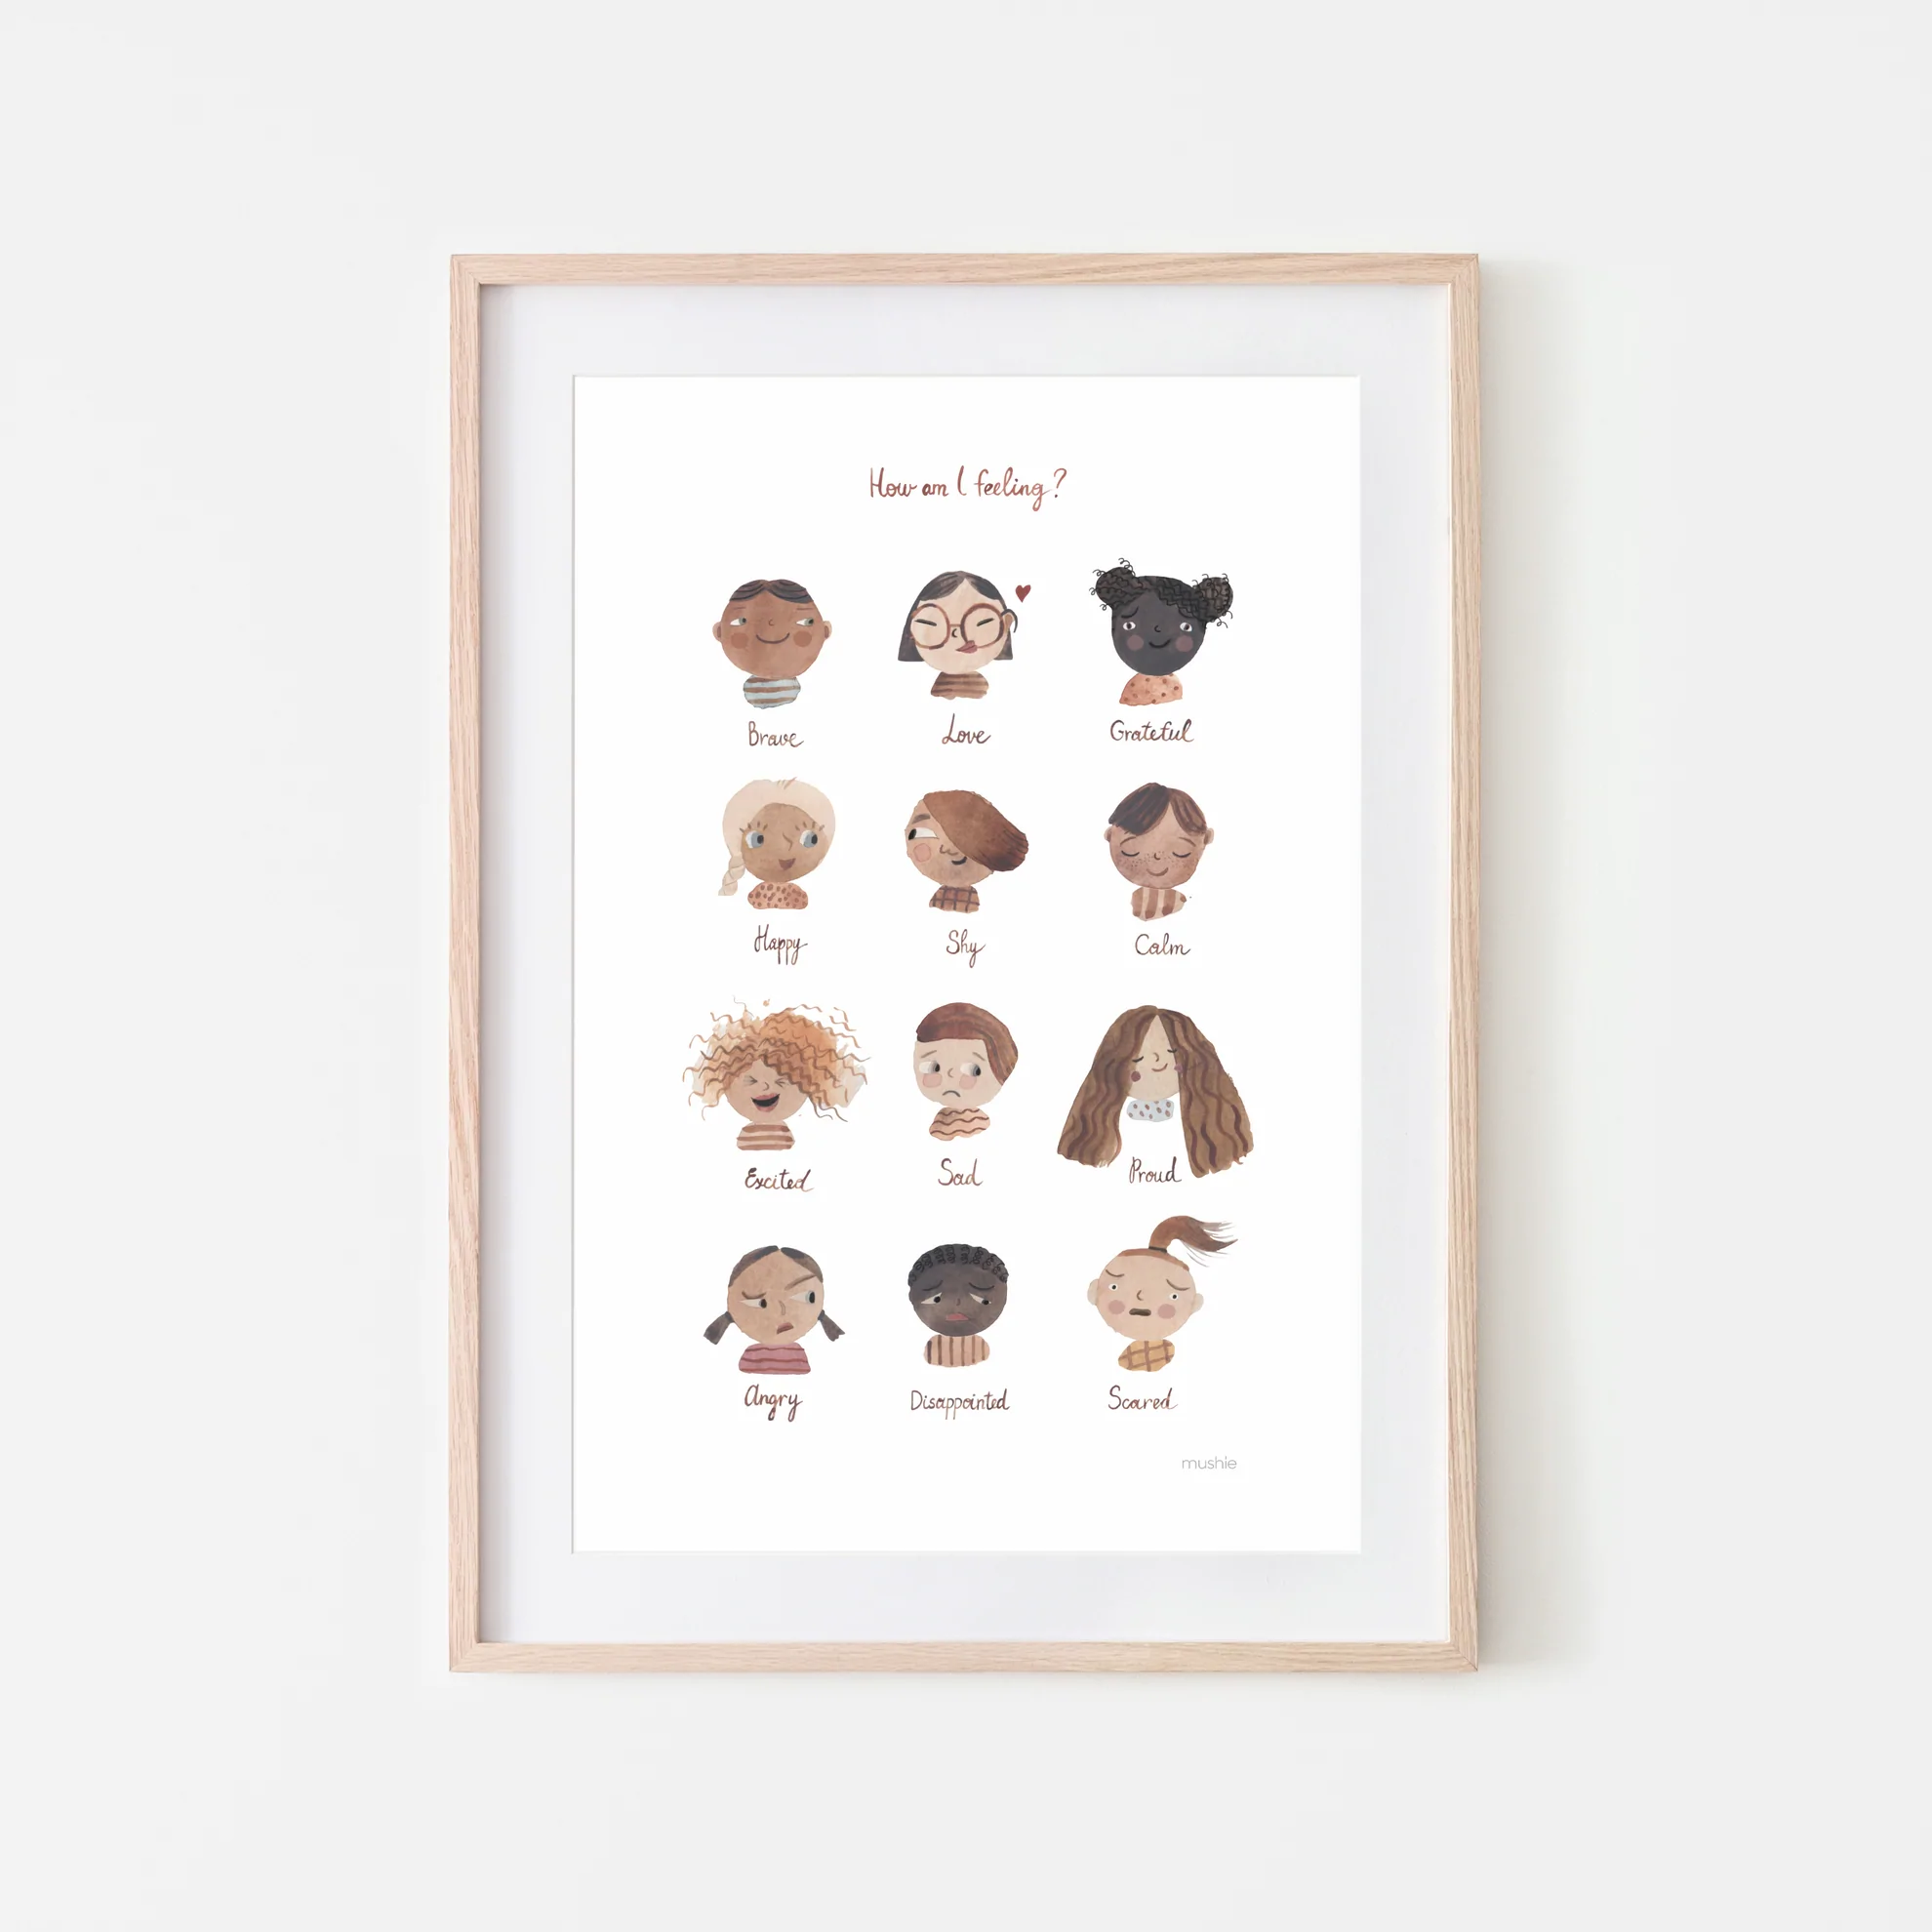 How am I feeling?
Brave
Love
Grateful
Happy
Shy
Calm
Excited
Sad
Proud
Angry
Disappointed
Scared
mushie